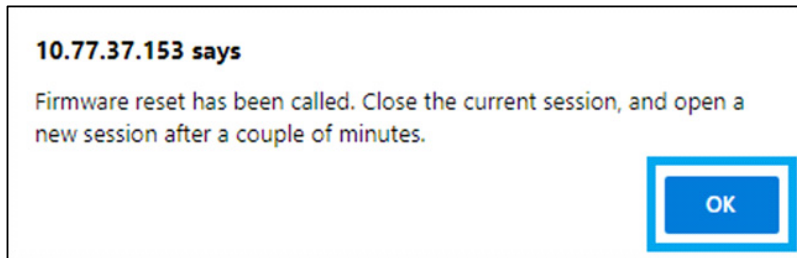 10.77.37.153 says
Firmware reset has been called. Close the current session, and open a
new session after a couple of minutes.
OK